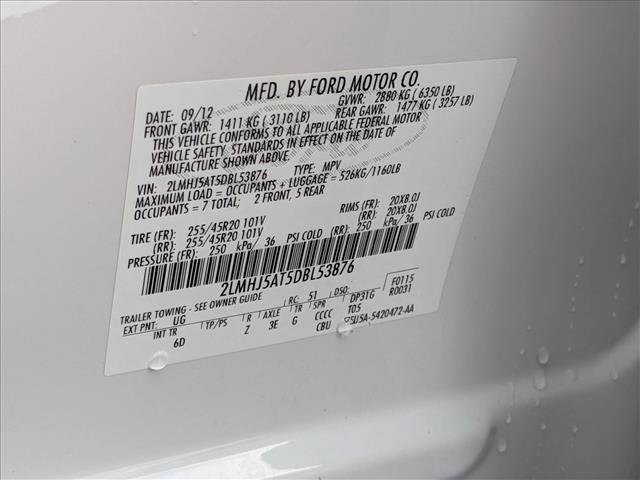 MFD. BY FORD MOTOR CO.
DATE: 09/12 GVWR: 2880 KG (6350 LB)
FRONT GAWR: 1411 KG (3110 LB) REAR GAWR: 1477 KG (3257 LB)
THIS VEHICLE CONFORMS TO ALL APPLICABLE FEDERAL MOTOR
VEHICLE SAFETY STANDARDS IN EFFECT ON THE DATE OF
MANUFACTURE SHOWN ABOVE.
VIN: 2LMHJ5AT5DBL53876 TYPE: MPV
MAXIMUM LOAD = OCCUPANTS + LUGGAGE = 526KG/1160LB
OCCUPANTS = 7 TOTAL: 2 FRONT, 5 REAR
TIRE (FR): 255/45R20 101V RIMS (FR): 20X8.0J
(RR): 255/45R20 101V (RR): 20X8.0J
PRESSURE (FR): 250 kPa/ 36 PSI COLD (RR): 250 kPa/ 36 PSI COLD
2LMHJ5AT5DBL53876
TRAILER TOWING - SEE OWNER GUIDE RC: 51 DSO: F0115
EXT PNT: UG DP3TG R0031
INT TR TP/PS R AXLE TR SPR T05
6D Z 3E G CCCC
CBU 5U5A-5420472-AA